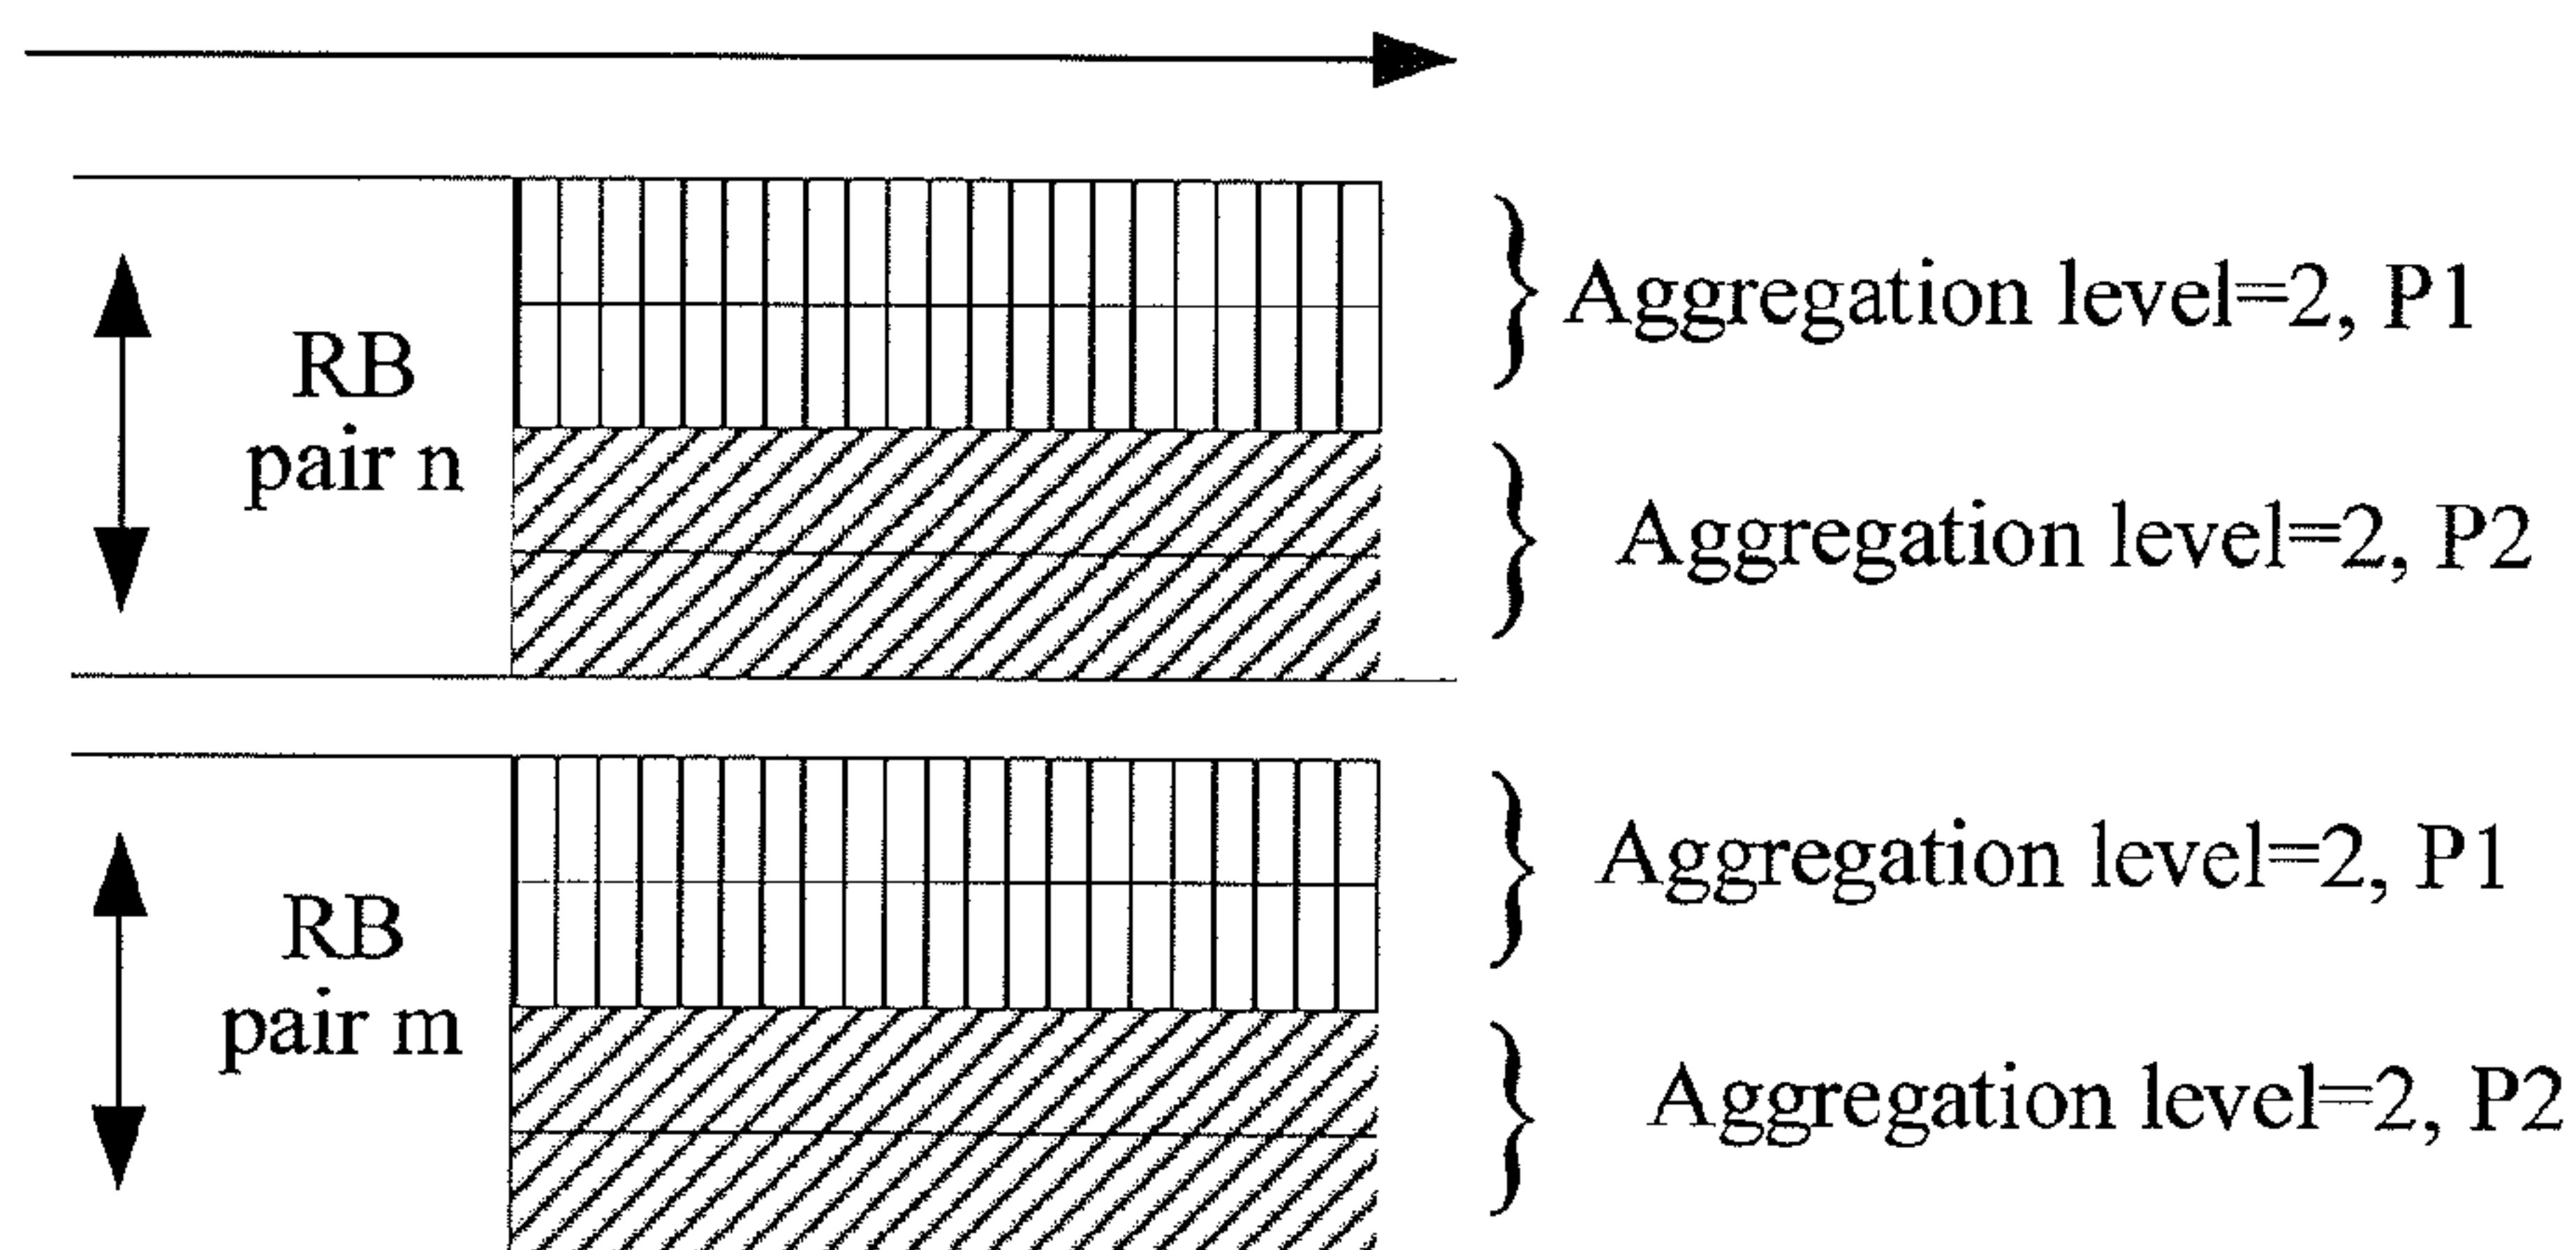 Aggregation level=2, P1
RB
pair n
Aggregation level=2, P2
Aggregation level=2, P1
RB
pair m
Aggregation level=2, P2